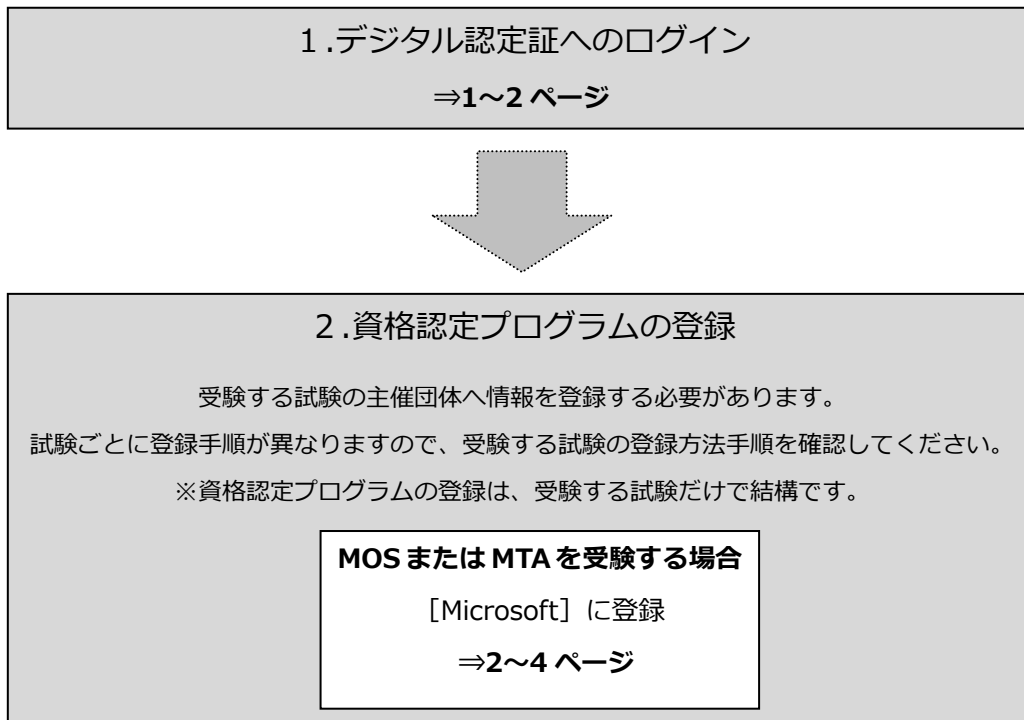 １.デジタル認定証へのログイン
⇒1～2 ページ
２.資格認定プログラムの登録
受験する試験の主催団体へ情報を登録する必要があります。
試験ごとに登録手順が異なりますので、受験する試験の登録方法手順を確認してください。
※資格認定プログラムの登録は、受験する試験だけで結構です。
MOS または MTA を受験する場合
［Microsoft］に登録
⇒2～4 ページ